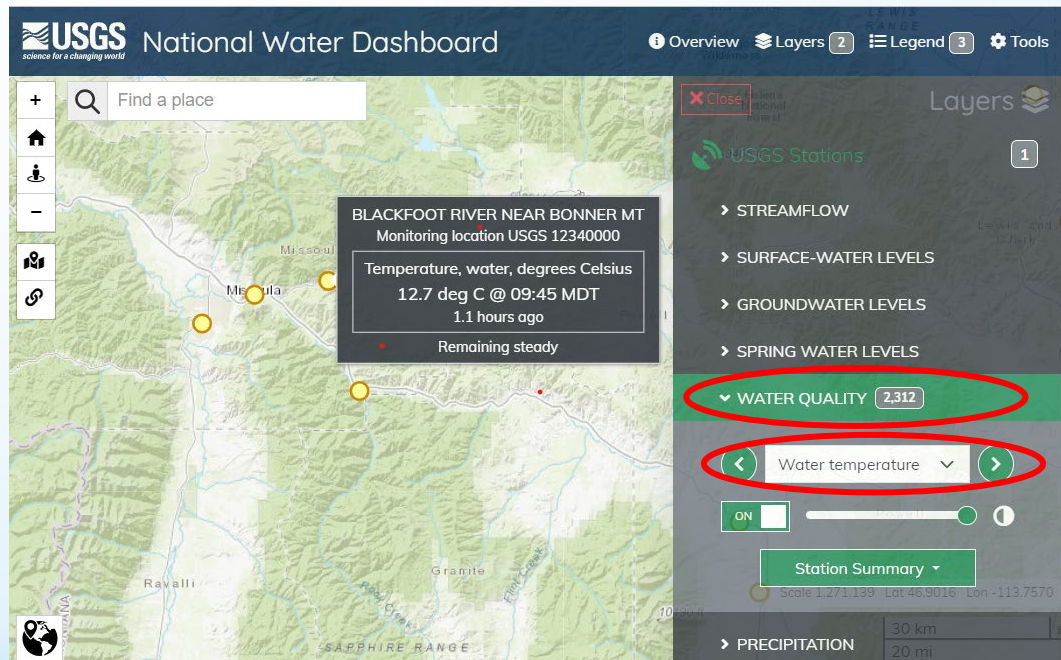 USGS
science for a changing world
National Water Dashboard
Overview
Layers 2
Legend 3
Tools
LEWIS
RANGE
Find a place
Close
Layers
USGS Stations
1
STREAMFLOW
SURFACE-WATER LEVELS
GROUNDWATER LEVELS
SPRING WATER LEVELS
WATER QUALITY 2,312
Water temperature
ON
Station Summary
Scale 1,271,139 Lat 46.9016 Lon -113.7570
PRECIPITATION
30 km
20 mi
BLACKFOOT RIVER NEAR BONNER MT
Monitoring location USGS 12340000
Temperature, water, degrees Celsius
12.7 deg C @ 09:45 MDT
1.1 hours ago
Remaining steady
Missoula
Granite
Ravalli
Flint Creek
SAPPHIRE RANGE